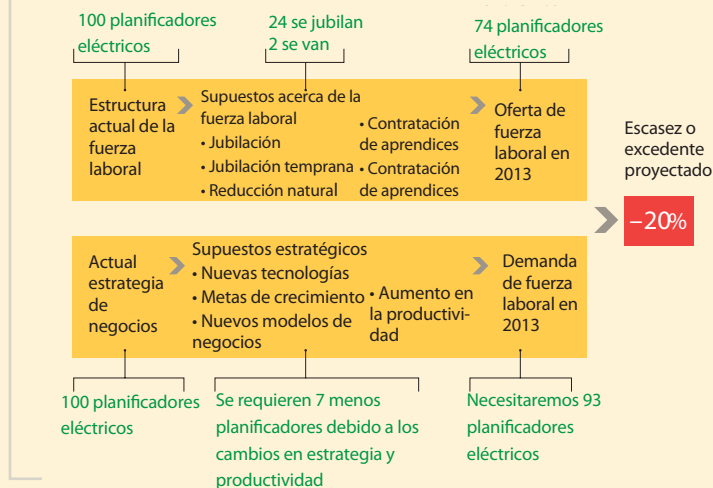 100 planificadores
eléctricos
24 se jubilan
2 se van
74 planificadores
eléctricos
Estructura
actual de la
fuerza
laboral
Supuestos acerca de la
fuerza laboral
• Jubilación
• Jubilación temprana
• Reducción natural
• Contratación
de aprendices
• Contratación
de aprendices
Oferta de
fuerza
laboral en
2013
Escasez o
excedente
proyectado
–20%
Actual
estrategia
de
negocios
Supuestos estratégicos
• Nuevas tecnologías
• Metas de crecimiento
• Nuevos modelos de
negocios
• Aumento en
la productivi-
dad
Demanda
de fuerza
laboral en
2013
100 planificadores
eléctricos
Se requieren 7 menos
planificadores debido a los
cambios en estrategia y
productividad
Necesitaremos 93
planificadores
eléctricos